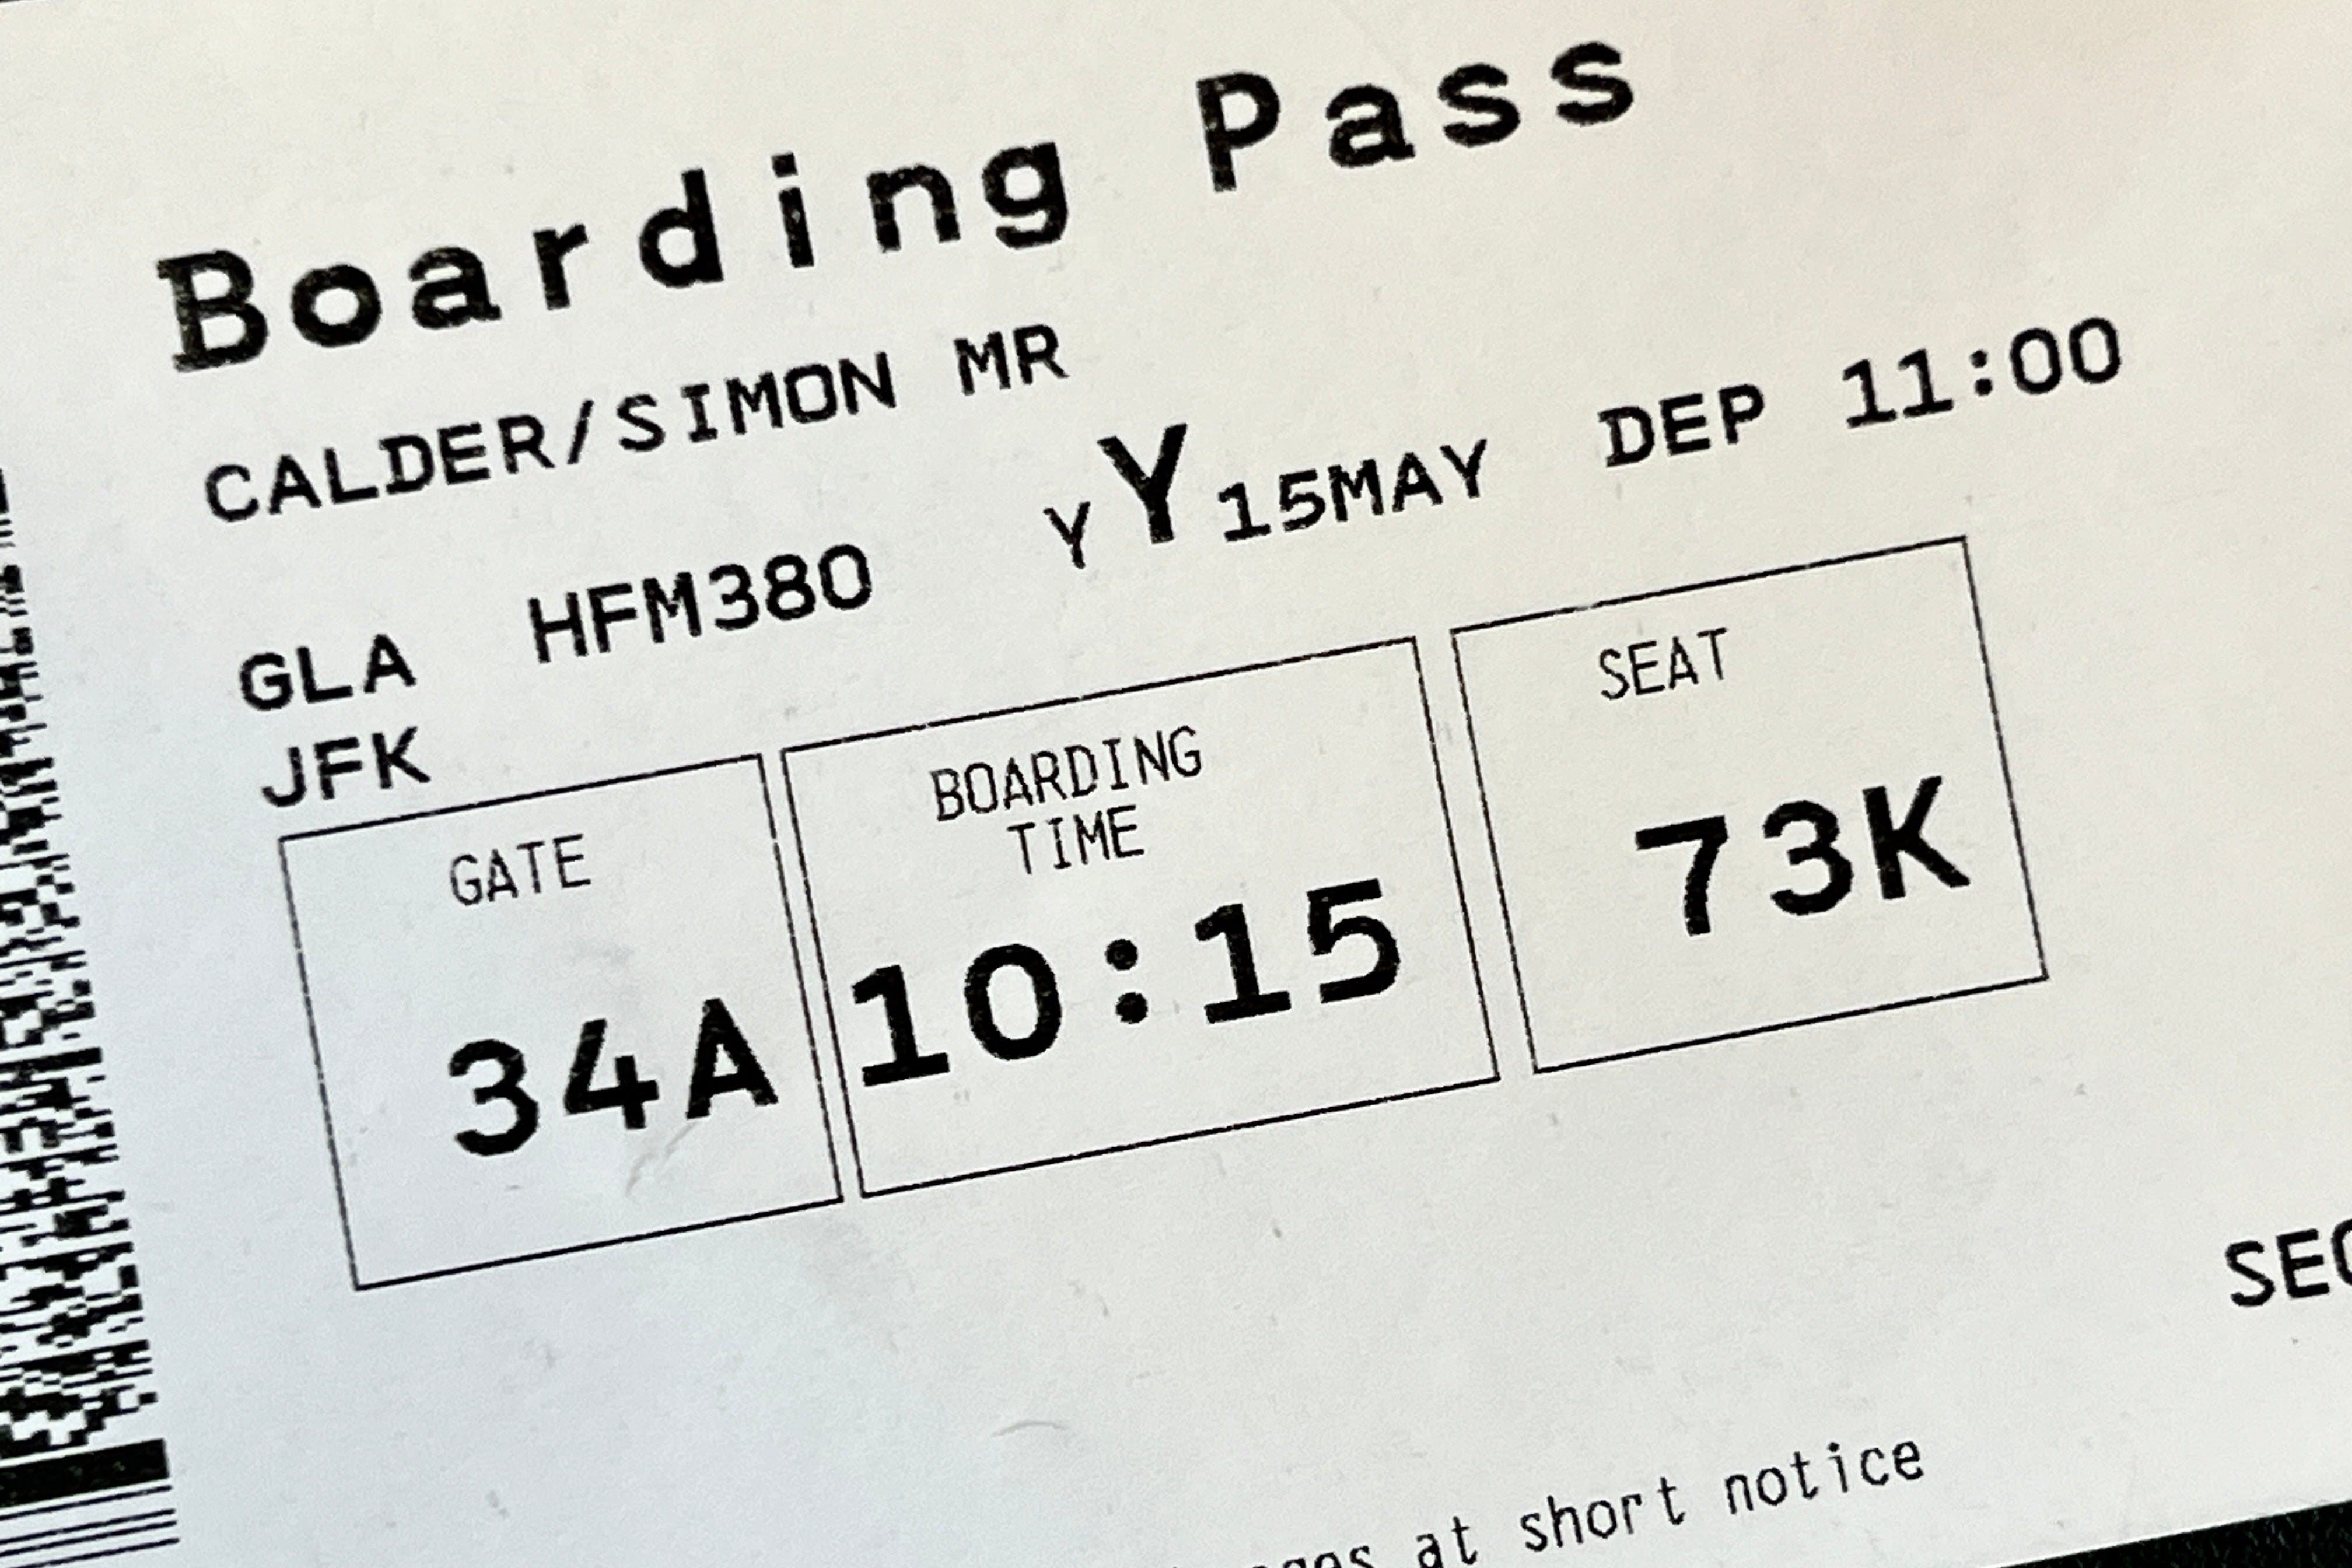 Boarding Pass
CALDER/SIMON MR
GLA HFM380 Y Y 15MAY DEP 11:00
JFK
GATE
34A
BOARDING
TIME
10:15
SEAT
73K
at short notice